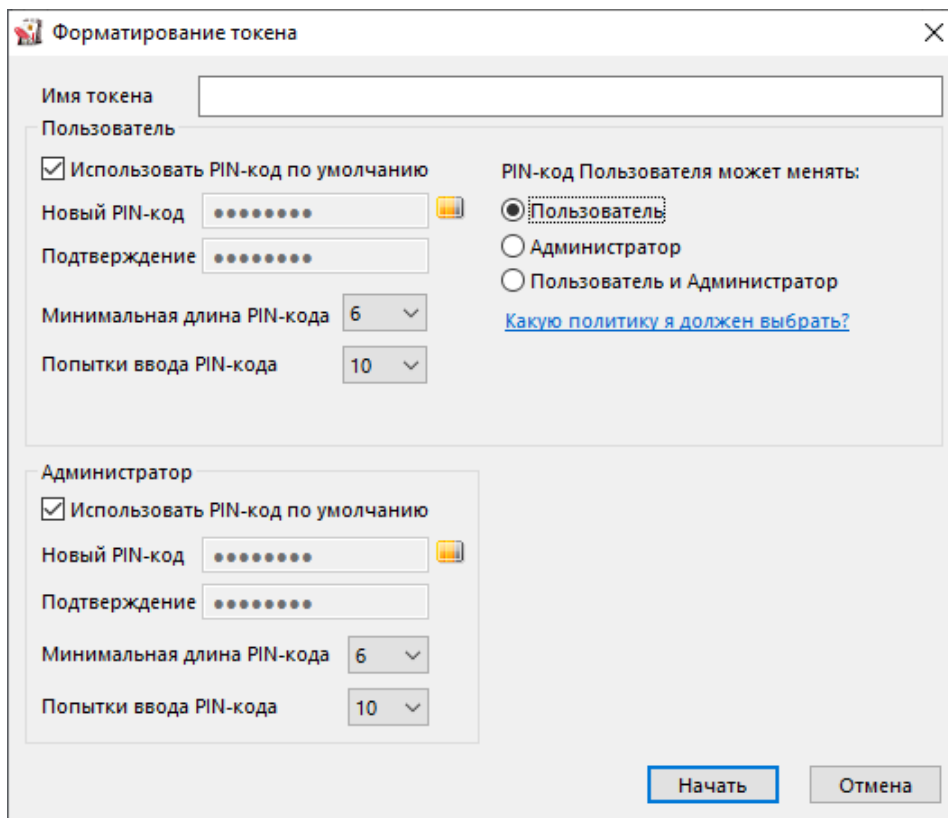 Форматирование токена
Имя токена
Пользователь
Использовать PIN-код по умолчанию
Новый PIN-код ●●●●●●●●
Подтверждение ●●●●●●●●
Минимальная длина PIN-кода 6
Попытки ввода PIN-кода 10
PIN-код Пользователя может менять:
Пользователь
Администратор
Пользователь и Администратор
Какую политику я должен выбрать?
Администратор
Использовать PIN-код по умолчанию
Новый PIN-код ●●●●●●●●
Подтверждение ●●●●●●●●
Минимальная длина PIN-кода 6
Попытки ввода PIN-кода 10
Начать Отмена